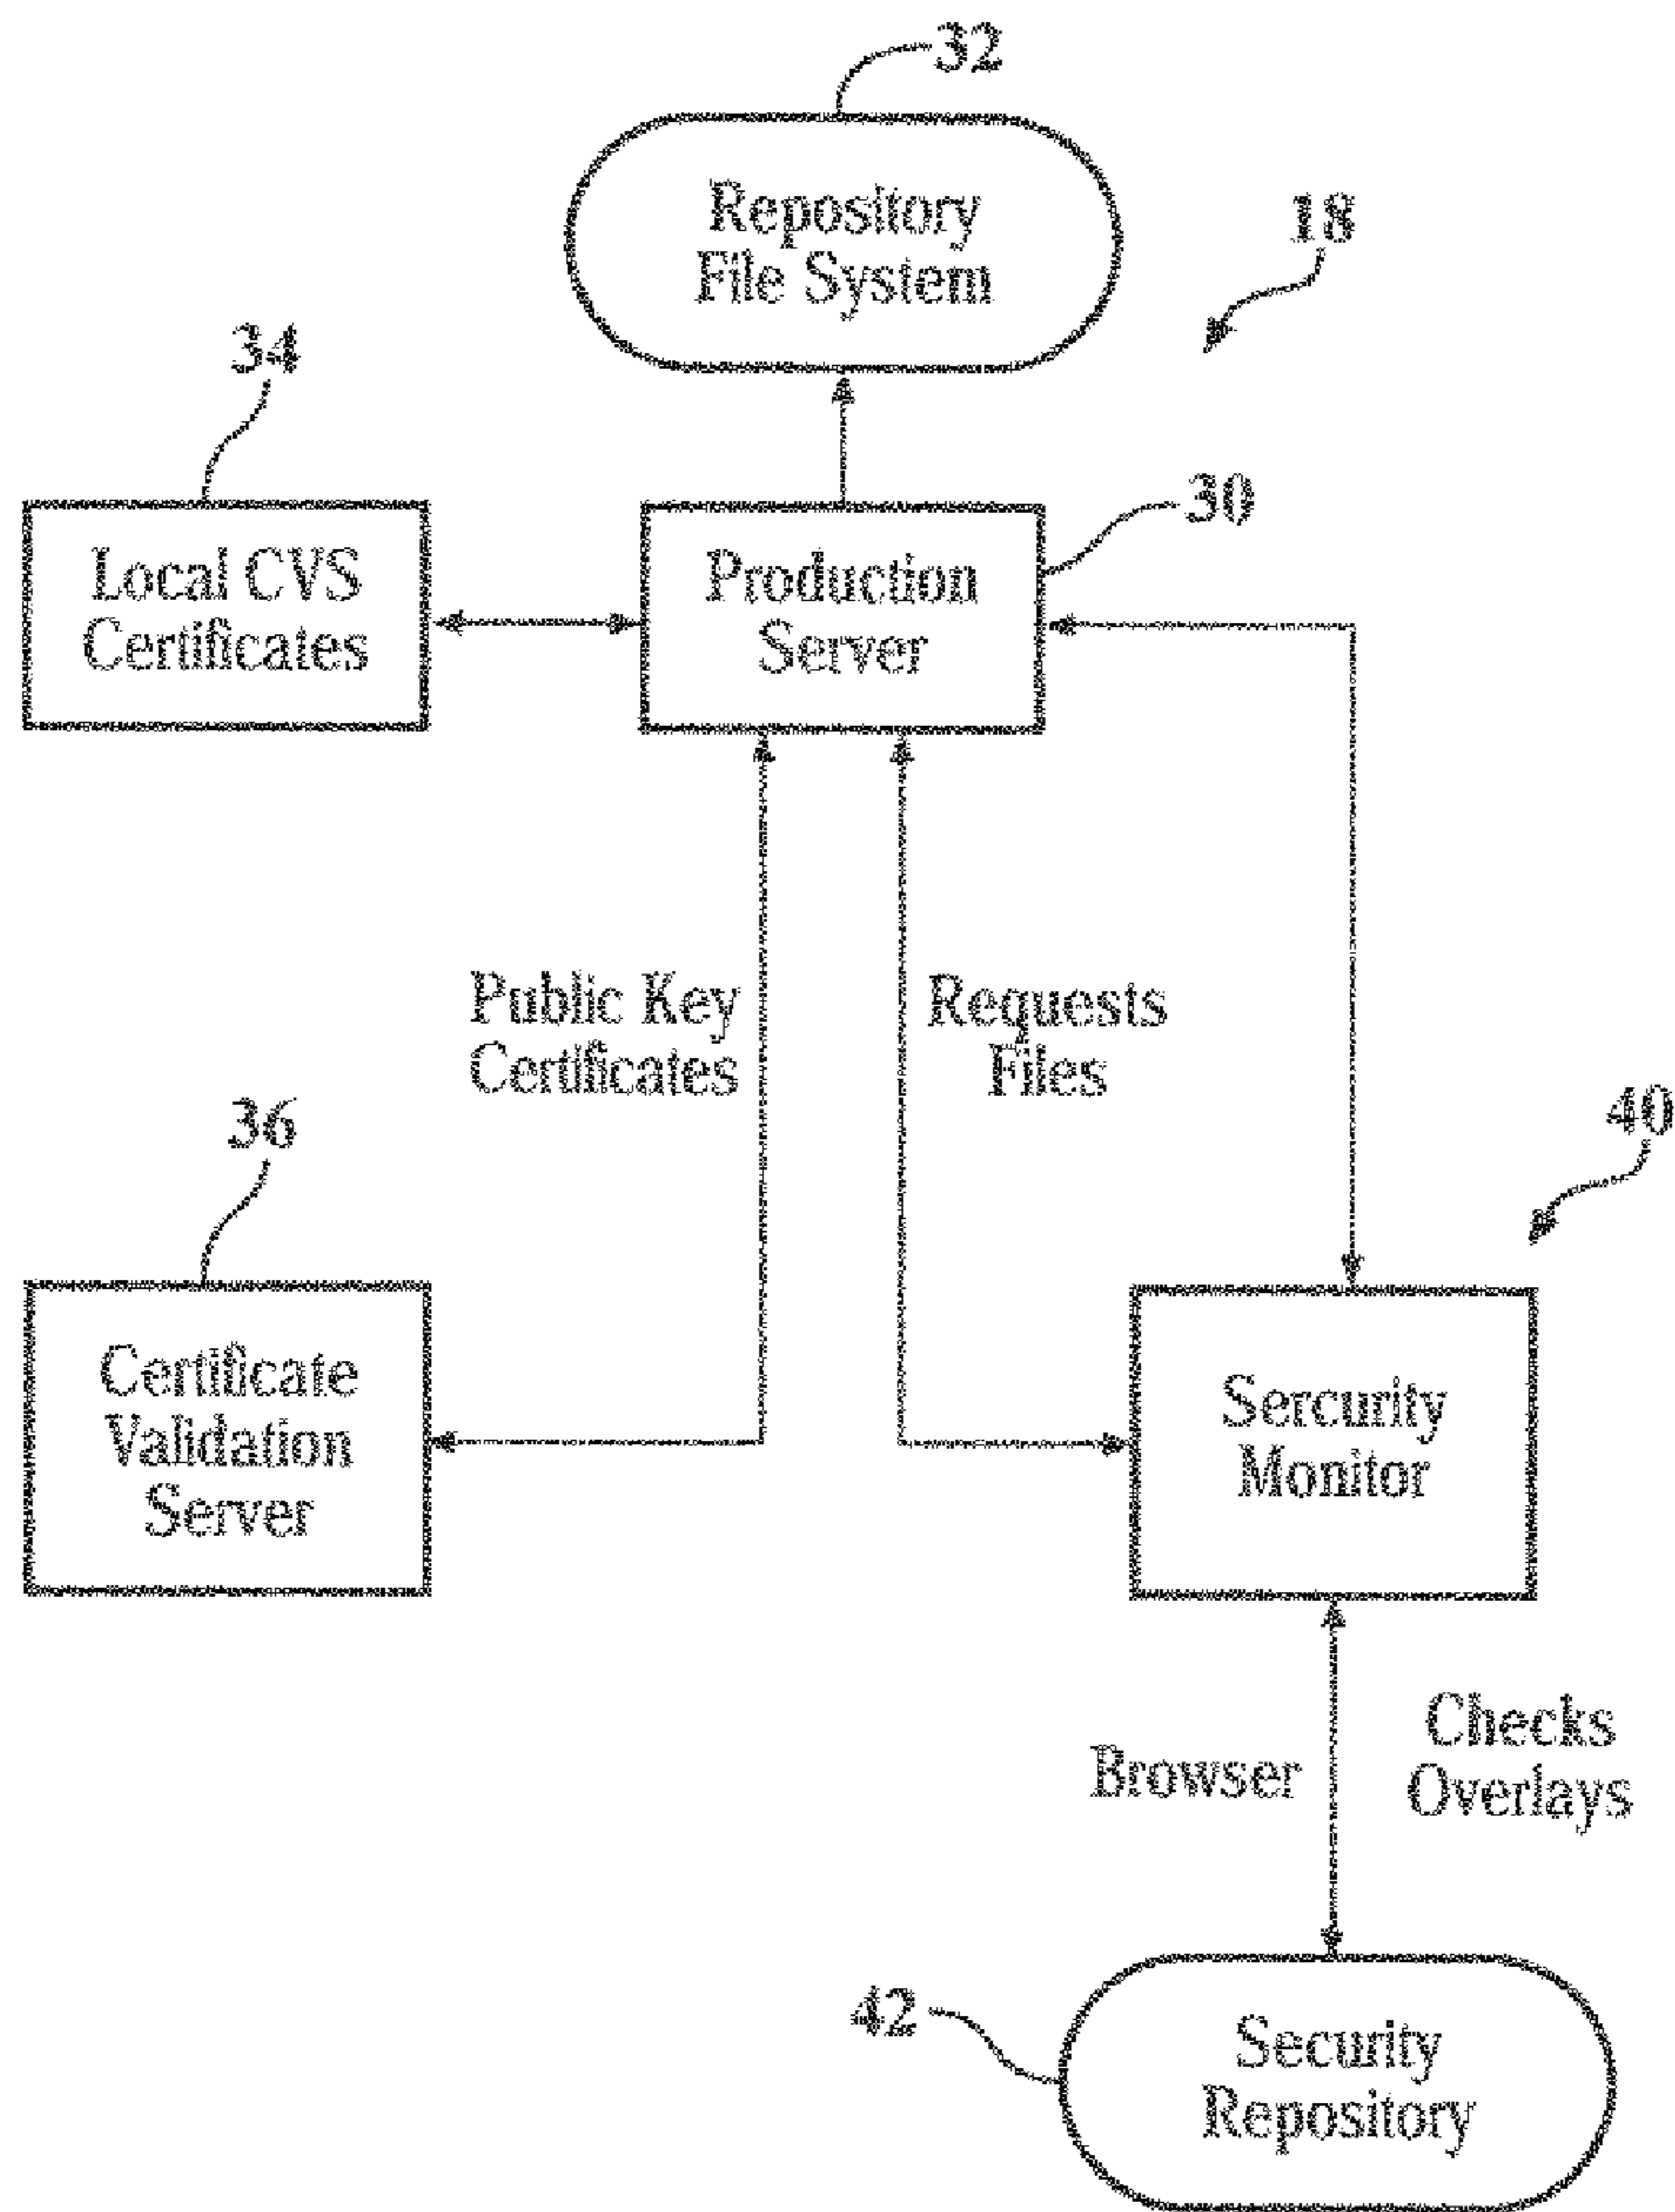 32
Repository
File System
18
34
30
Local CVS
Certificates
Production
Server
Public Key
Certificates
Requests
Files
36
40
Certificate
Validation
Server
Sercurity
Monitor
Browser
Checks
Overlays
42
Security
Repository